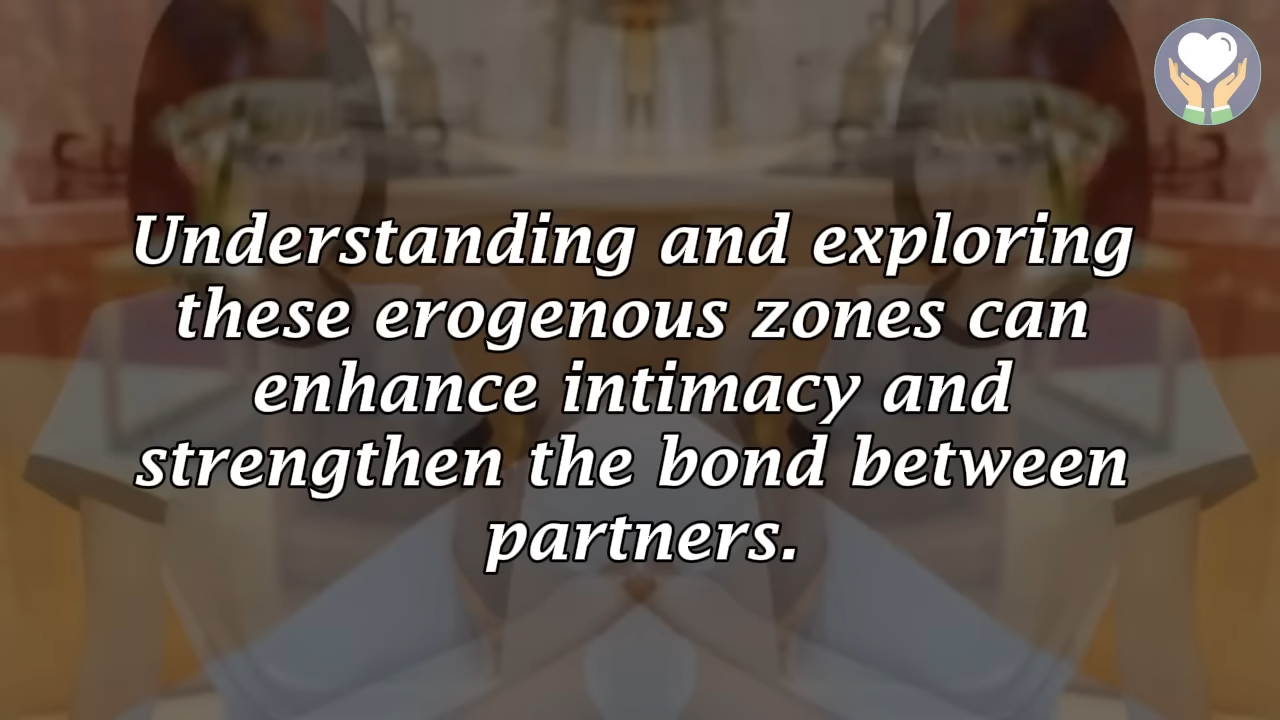 Understanding and exploring
these erogenous zones can
enhance intimacy and
strengthen the bond between
partners.